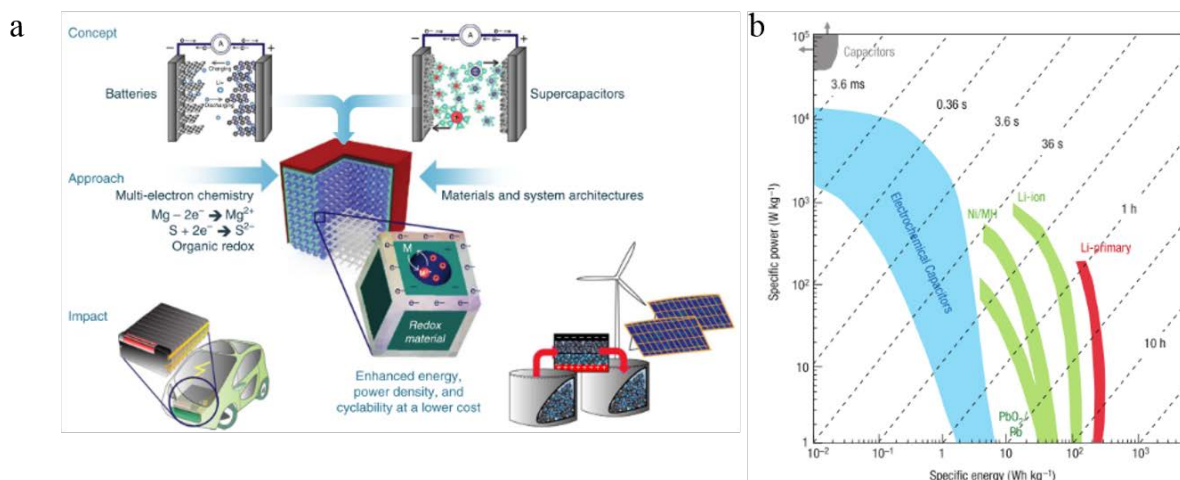 a
Concept
− A +
Charging
Li+
Discharging
Batteries
− A +
Supercapacitors
Approach
Multi-electron chemistry
Mg – 2e⁻ ➔ Mg²⁺
S + 2e⁻ ➔ S²⁻
Organic redox
Materials and system architectures
M
Redox
material
Impact
Enhanced energy,
power density, and
cyclability at a lower cost
b
Specific power (W kg⁻¹)
10⁵
10⁴
10³
10²
10
1
Capacitors
3.6 ms
0.36 s
3.6 s
36 s
1 h
10 h
Electrochemical Capacitors
Ni/MH
Li-ion
Li-primary
PbO₂/
Pb
10⁻²
10⁻¹
1
10
10²
10³
Specific energy (Wh kg⁻¹)